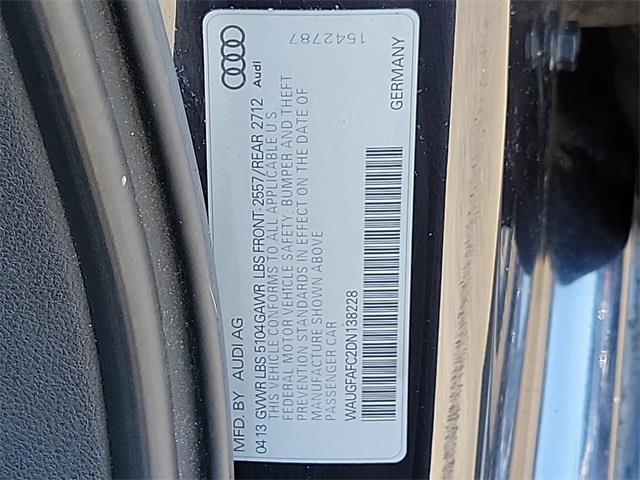 MFD. BY AUDI AG
04-13 GVWR LBS 5104 GAWR LBS FRONT 2557/REAR 2712
THIS VEHICLE CONFORMS TO ALL APPLICABLE U S
FEDERAL MOTOR VEHICLE SAFETY, BUMPER AND THEFT
PREVENTION STANDARDS IN EFFECT ON THE DATE OF
MANUFACTURE SHOWN ABOVE
PASSENGER CAR
WAUGFAFC2DN138228
GERMANY
Audi
1542787